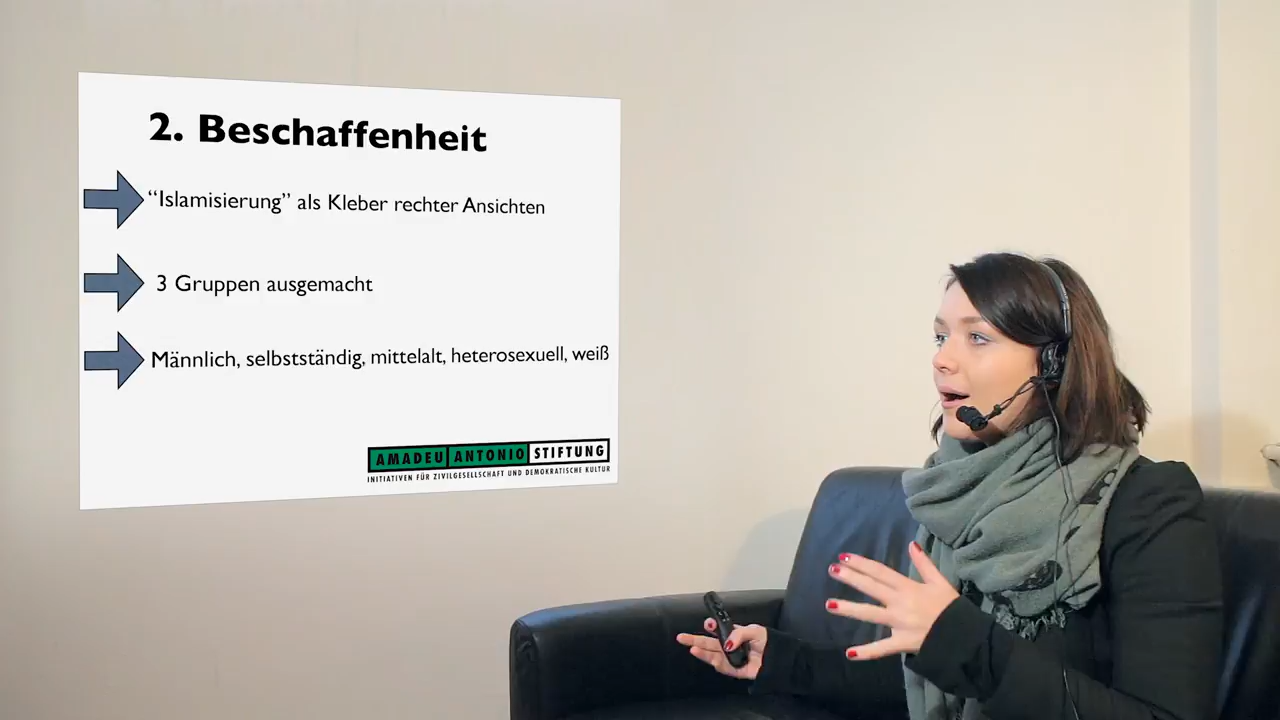 2. Beschaffenheit
“Islamisierung” als Kleber rechter Ansichten
3 Gruppen ausgemacht
Männlich, selbstständig, mittelalt, heterosexuell, weiß
AMADEU ANTONIO STIFTUNG
INITIATIVEN FÜR ZIVILGESELLSCHAFT UND DEMOKRATISCHE KULTUR